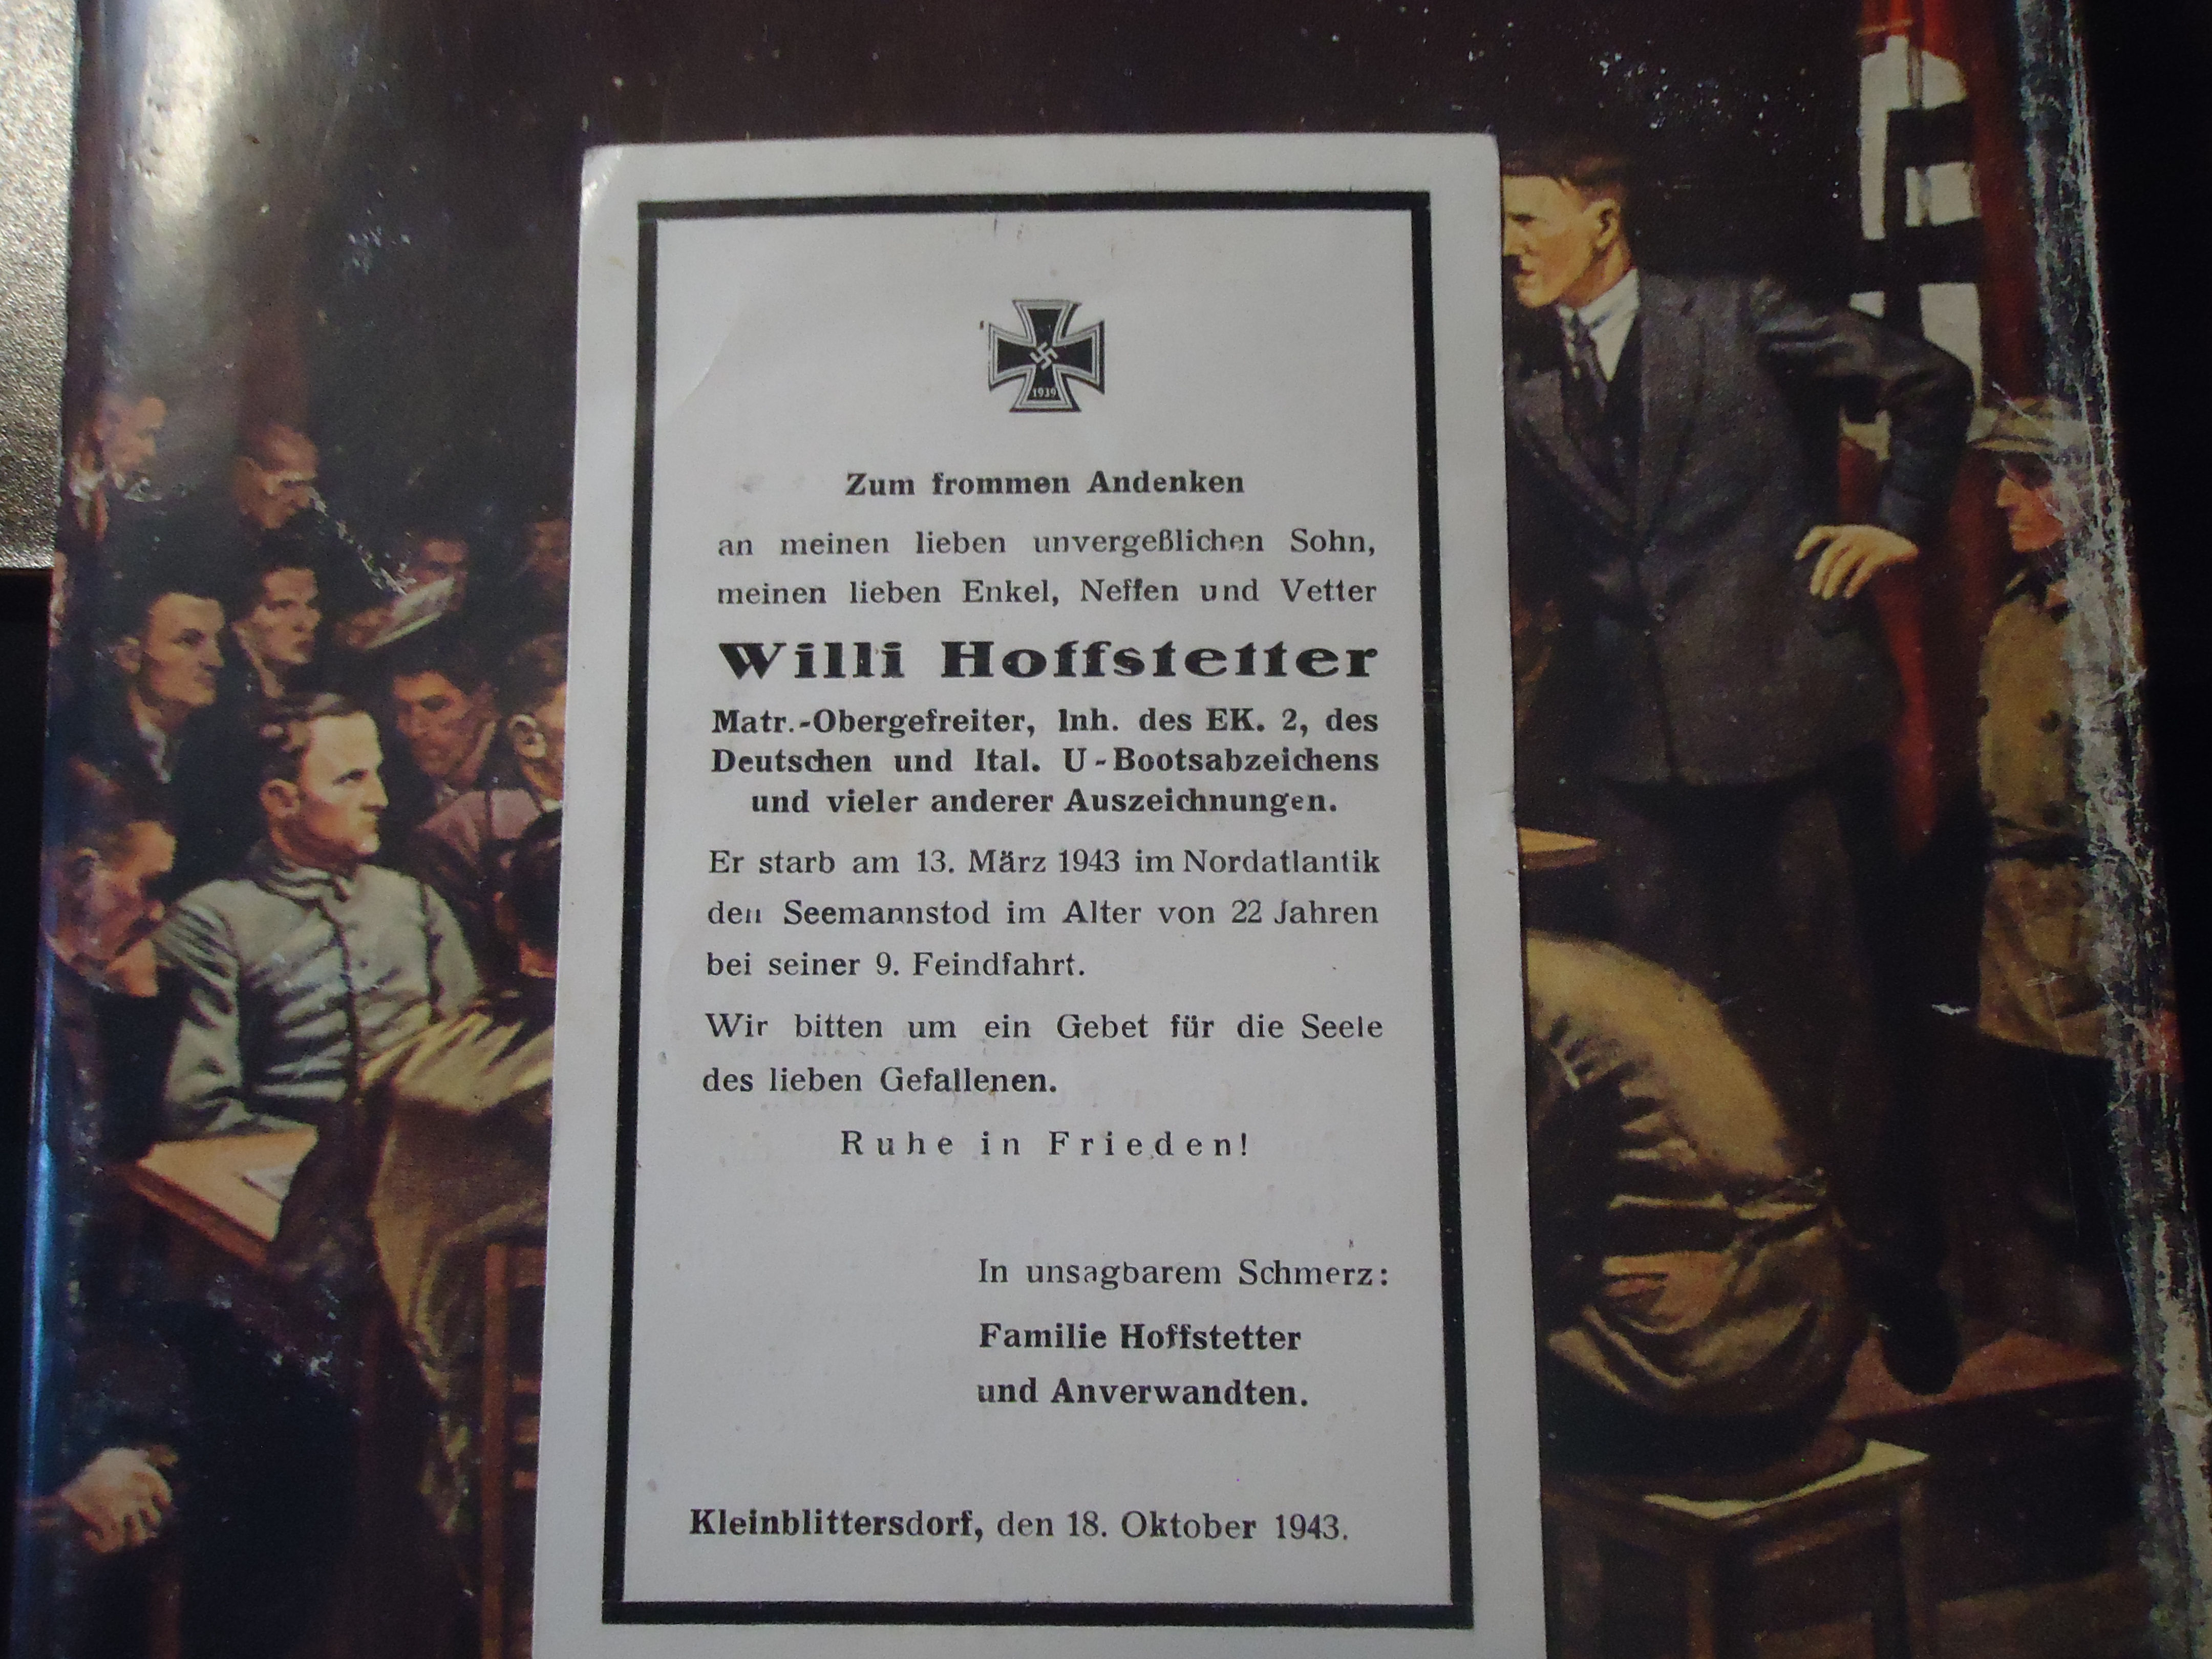 1939
Zum frommen Andenken
an meinen lieben unvergeßlichen Sohn,
meinen lieben Enkel, Neffen und Vetter
Willi Hoffstetter
Matr.-Obergefreiter, Inh. des EK. 2, des
Deutschen und Ital. U-Bootsabzeichens
und vieler anderer Auszeichnungen.
Er starb am 13. März 1943 im Nordatlantik
den Seemannstod im Alter von 22 Jahren
bei seiner 9. Feindfahrt.
Wir bitten um ein Gebet für die Seele
des lieben Gefallenen.
Ruhe in Frieden!
In unsagbarem Schmerz:
Familie Hoffstetter
und Anverwandten.
Kleinblittersdorf, den 18. Oktober 1943.